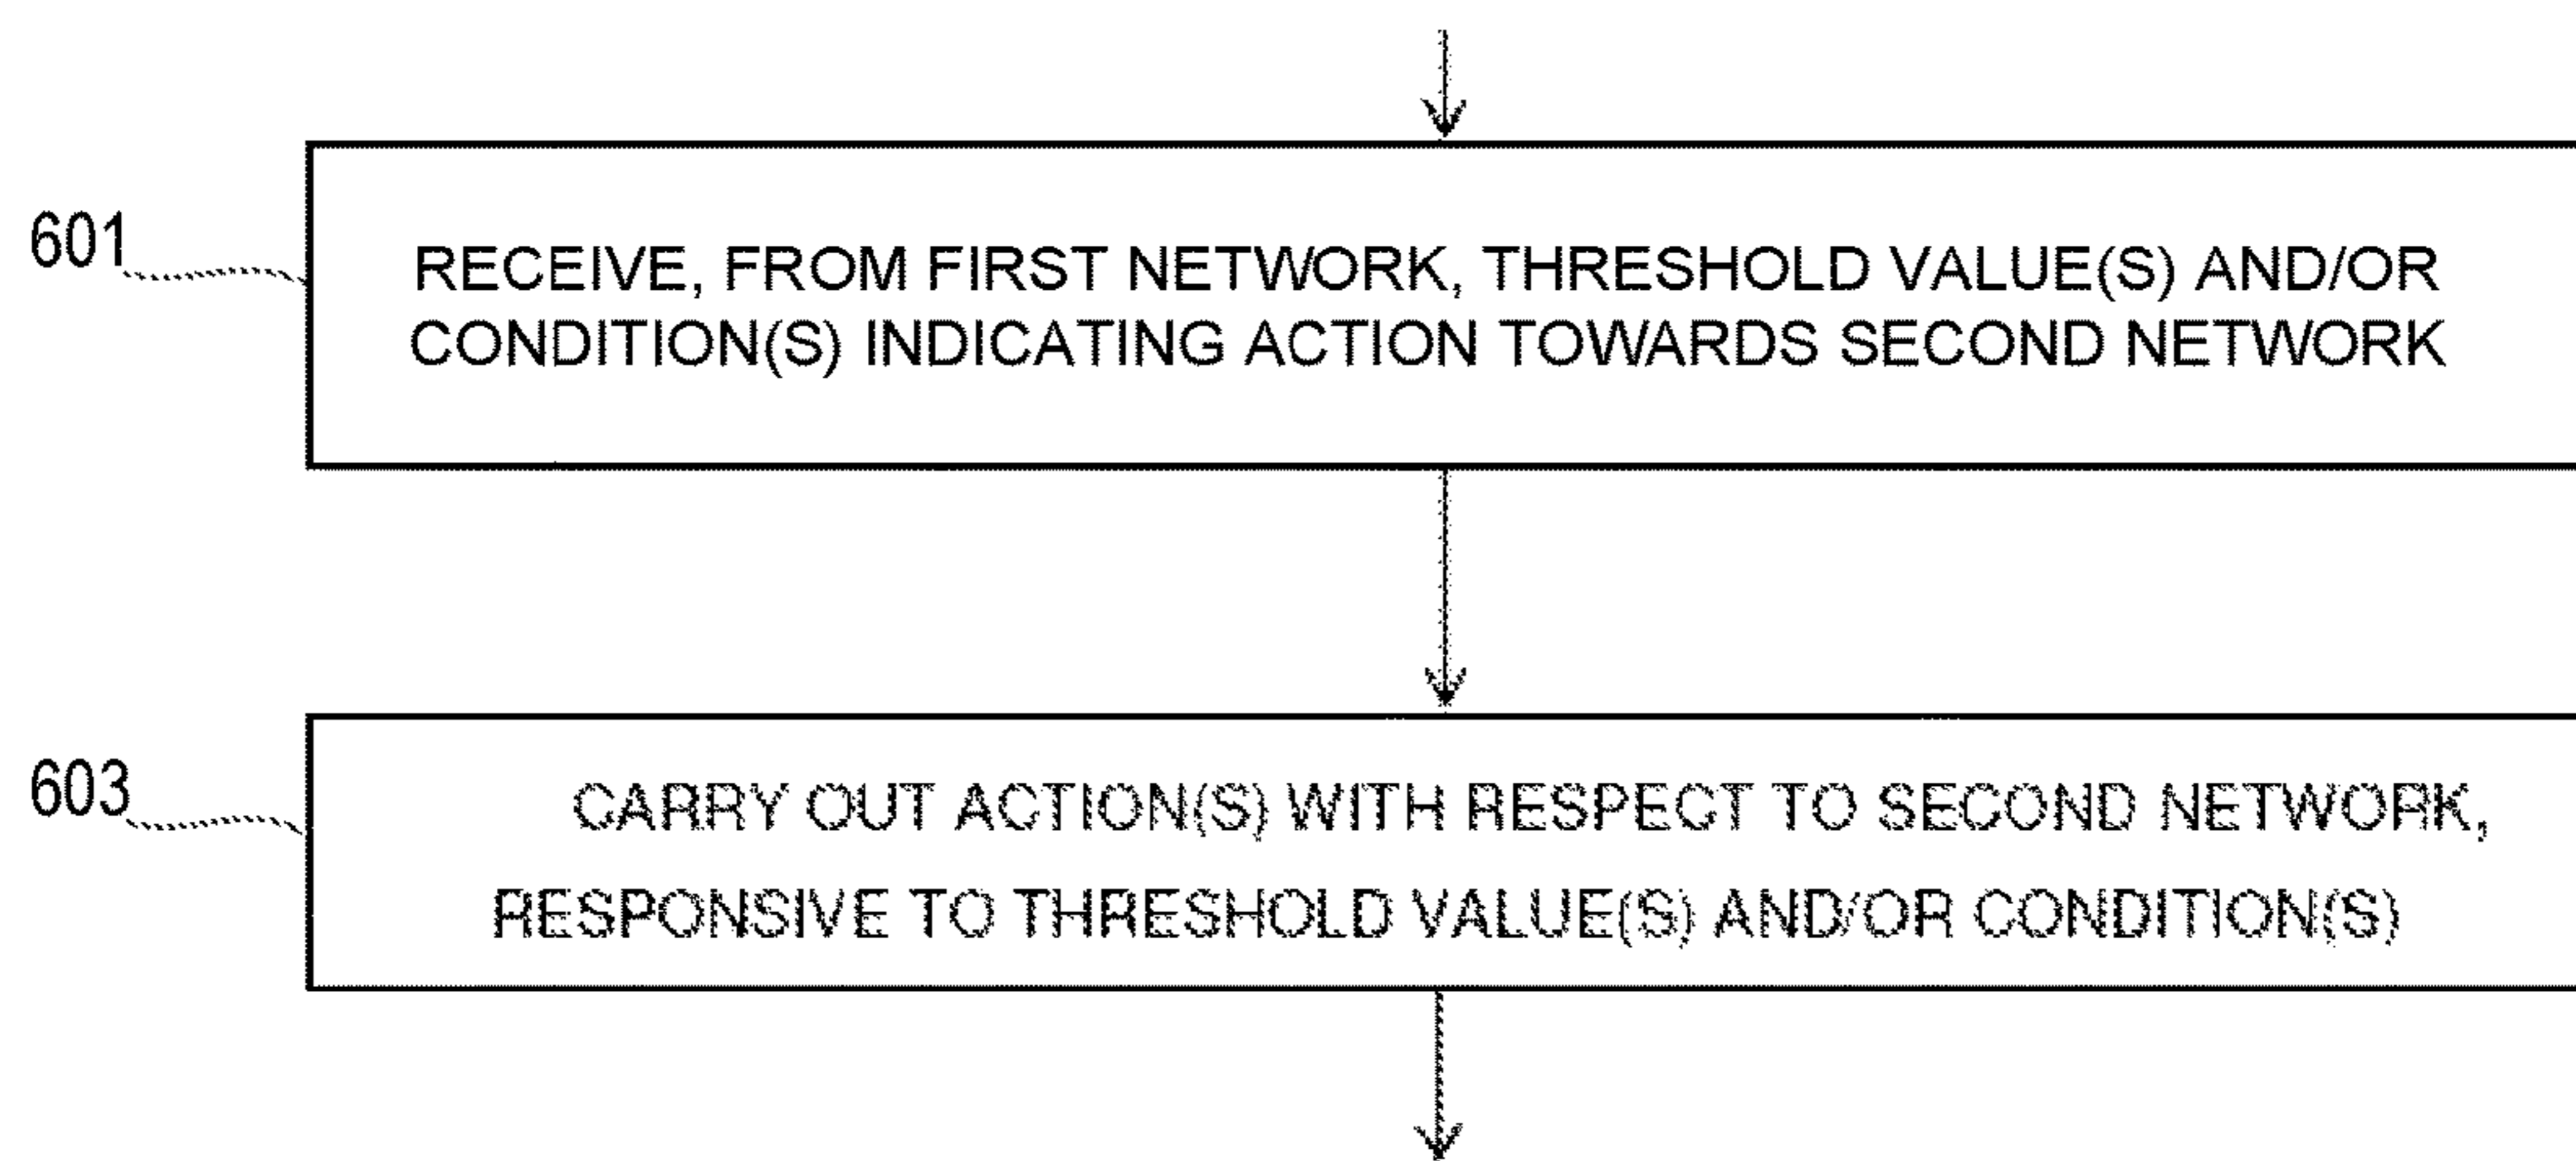 601
RECEIVE, FROM FIRST NETWORK, THRESHOLD VALUE(S) AND/OR
CONDITION(S) INDICATING ACTION TOWARDS SECOND NETWORK
603
CARRY OUT ACTION(S) WITH RESPECT TO SECOND NETWORK,
RESPONSIVE TO THRESHOLD VALUE(S) AND/OR CONDITION(S)